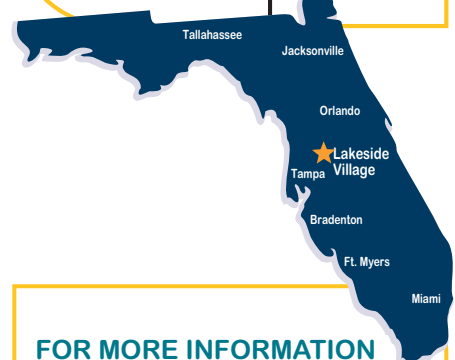 Tallahassee
Jacksonville
Orlando
Lakeside
Village
Tampa
Bradenton
Ft. Myers
Miami
FOR MORE INFORMATION